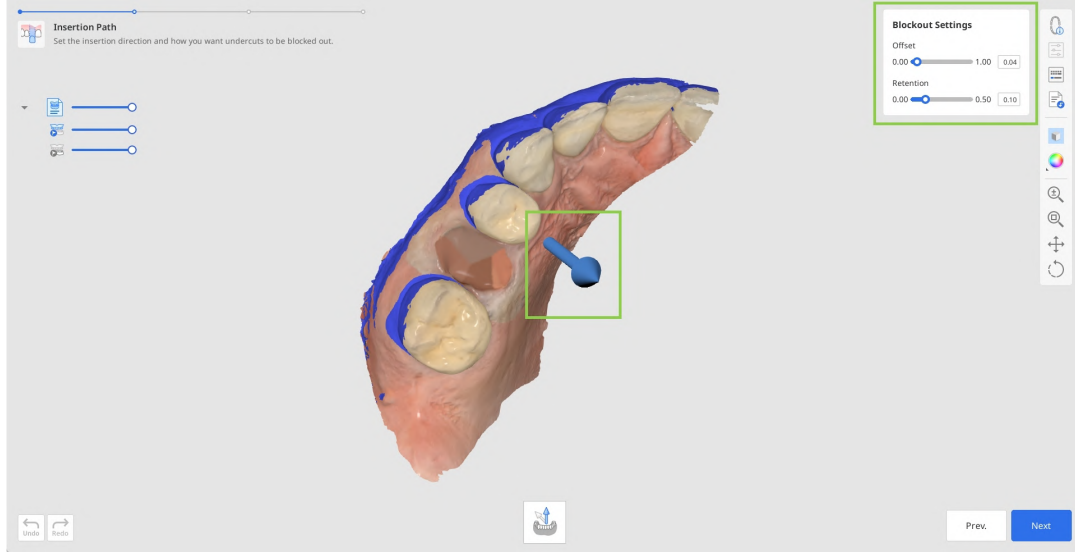 Insertion Path
Set the insertion direction and how you want undercuts to be blocked out.
Blockout Settings
Offset
0.00 1.00 0.04
Retention
0.00 0.50 0.10
Undo Redo
Prev. Next